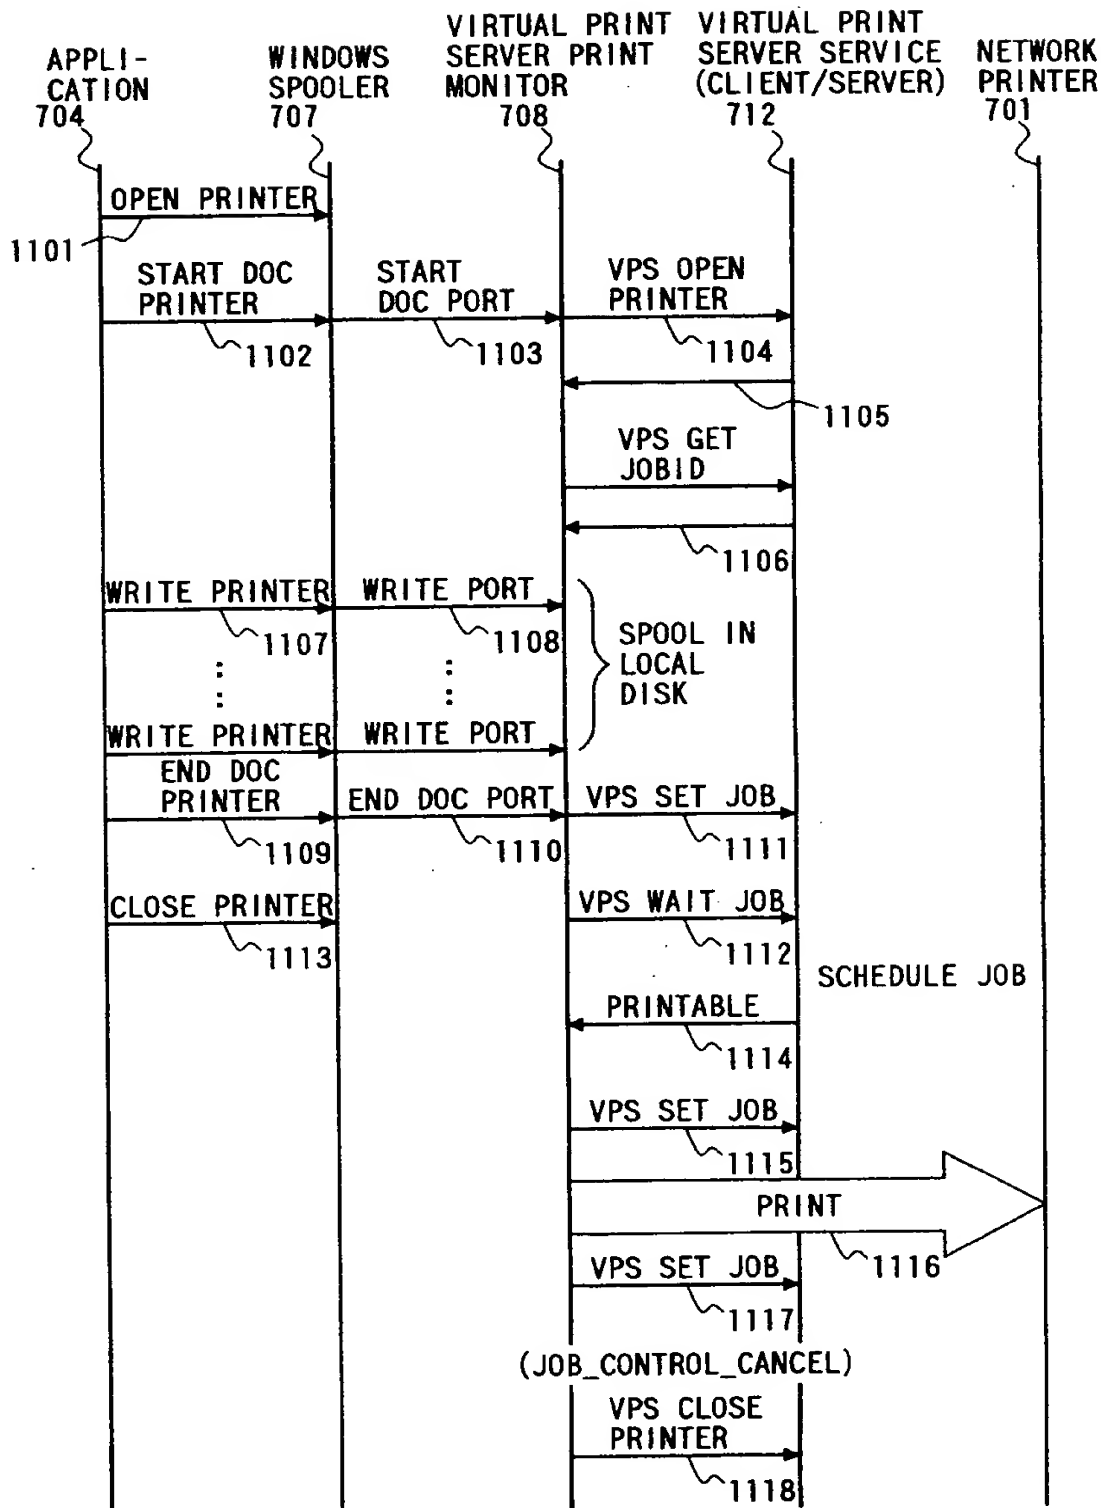 APPLI-
CATION
704
WINDOWS
SPOOLER
707
VIRTUAL PRINT
SERVER PRINT
MONITOR
708
VIRTUAL PRINT
SERVER SERVICE
(CLIENT/SERVER)
712
NETWORK
PRINTER
701
OPEN PRINTER
1101
START DOC
PRINTER
1102
START
DOC PORT
1103
VPS OPEN
PRINTER
1104
1105
VPS GET
JOBID
1106
WRITE PRINTER
1107
WRITE PORT
1108
SPOOL IN
LOCAL
DISK
WRITE PRINTER
WRITE PORT
END DOC
PRINTER
1109
END DOC PORT
1110
VPS SET JOB
1111
CLOSE PRINTER
1113
VPS WAIT JOB
1112
SCHEDULE JOB
PRINTABLE
1114
VPS SET JOB
1115
PRINT
1116
VPS SET JOB
1117
(JOB_CONTROL_CANCEL)
VPS CLOSE
PRINTER
1118